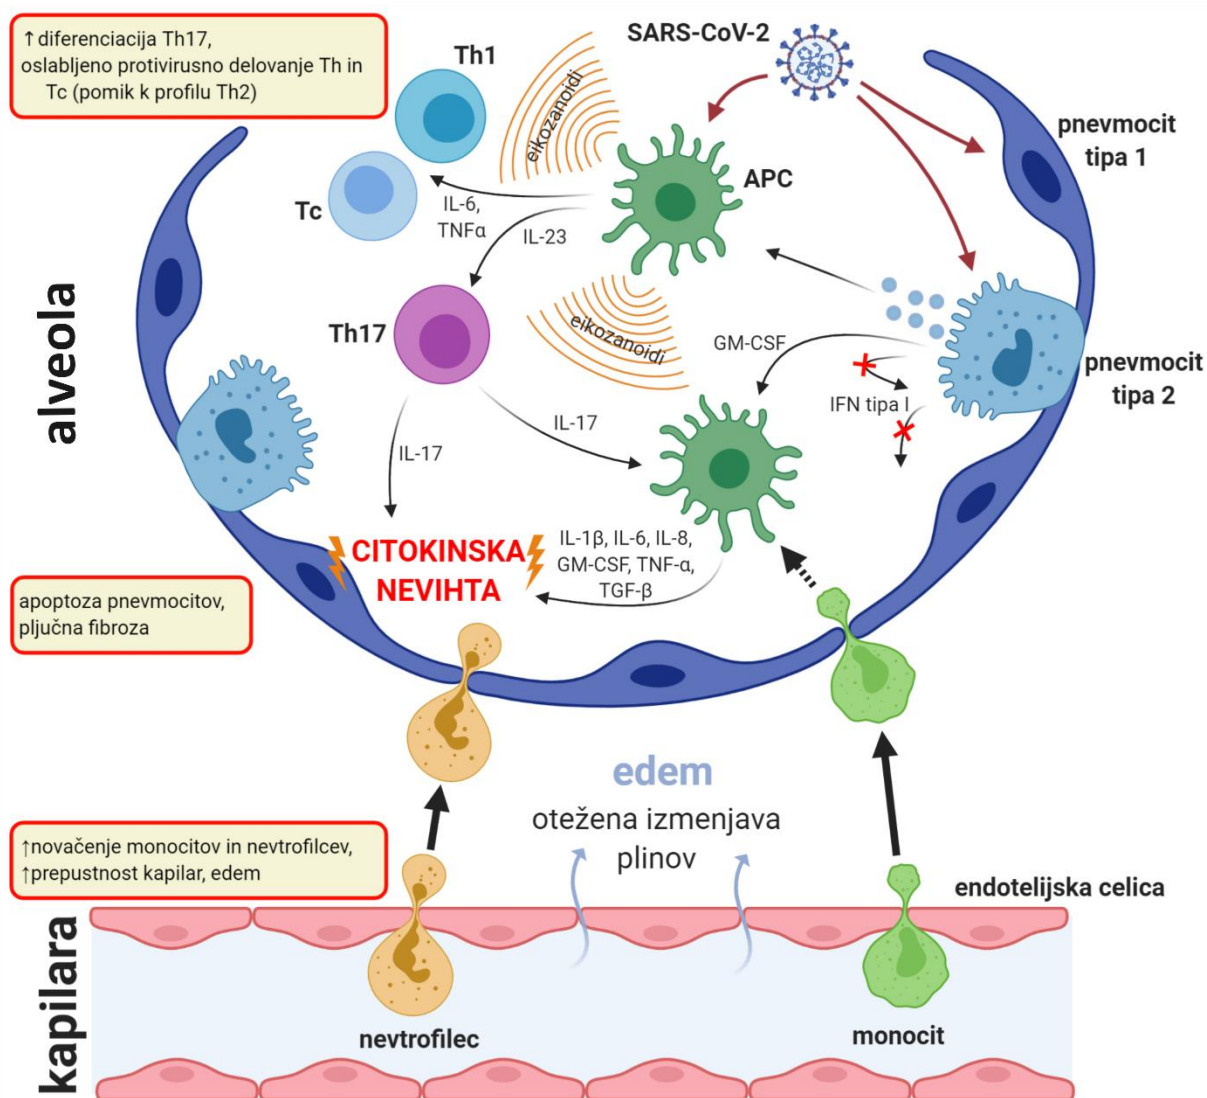 ↑diferenciacija Th17,
oslabljeno protivirusno delovanje Th in
Tc (pomik k profilu Th2)
Th1
SARS-CoV-2
eikozanoidi
pnevmocit
tipa 1
APC
Tc
IL-6,
TNFα
IL-23
alveola
Th17
eikozanoidi
GM-CSF
pnevmocit
tipa 2
IFN tipa I
IL-17
IL-17
CITOKINSKA
NEVIHTA
IL-1β, IL-6, IL-8,
GM-CSF, TNF-α,
TGF-β
apoptoza pnevmocitov,
pljučna fibroza
edem
otežena izmenjava
plinov
↑novačenje monocitov in nevtrofilcev,
↑prepustnost kapilar, edem
endotelijska celica
kapilara
nevtrofilec
monocit